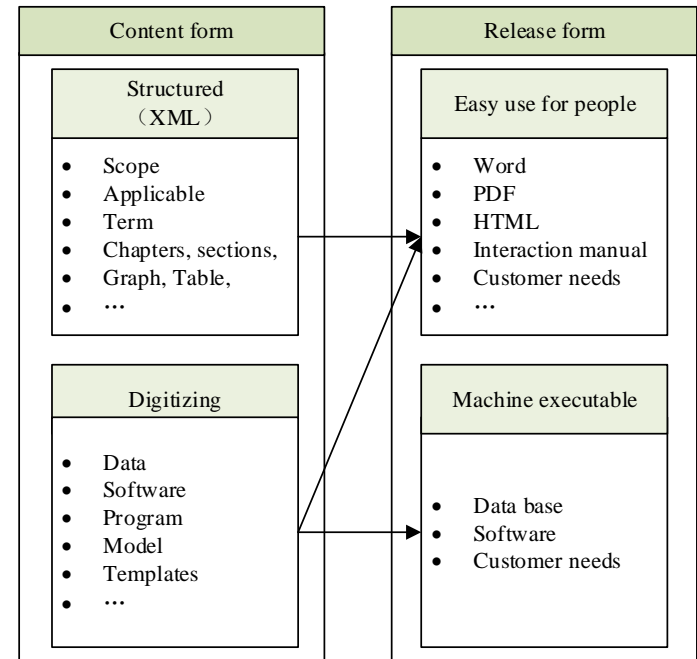 Content form
Structured
（XML）
• Scope
• Applicable
• Term
• Chapters, sections,
• Graph, Table,
• …
Digitizing
• Data
• Software
• Program
• Model
• Templates
• …
Release form
Easy use for people
• Word
• PDF
• HTML
• Interaction manual
• Customer needs
• …
Machine executable
• Data base
• Software
• Customer needs